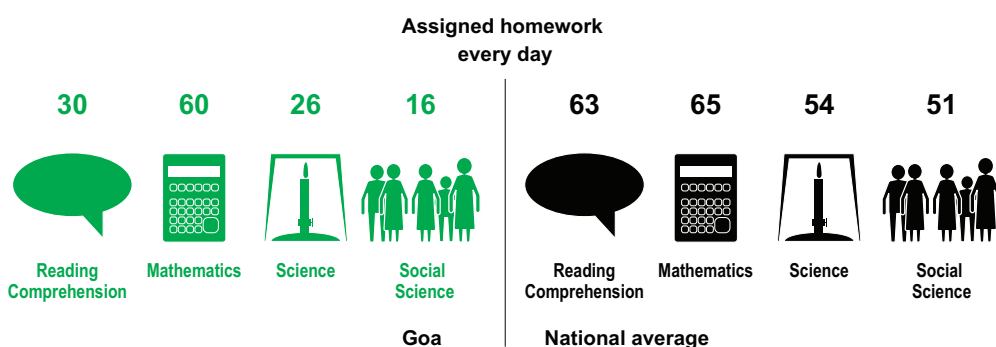 Assigned homework
every day
30 60 26 16 63 65 54 51
Reading Comprehension Mathematics Science Social Science Reading Comprehension Mathematics Science Social Science
Goa National average